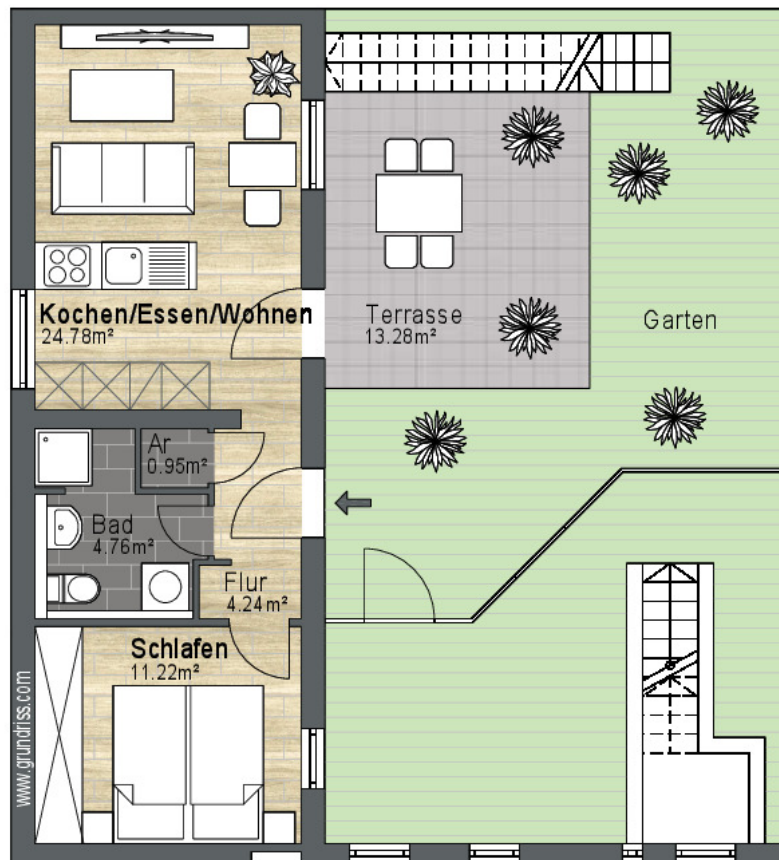 Kochen/Essen/Wohnen
24.78m²
Terrasse
13.28m²
Garten
Ar
0.95m²
Bad
4.76m²
Flur
4.24m²
Schlafen
11.22m²
www.grundriss.com